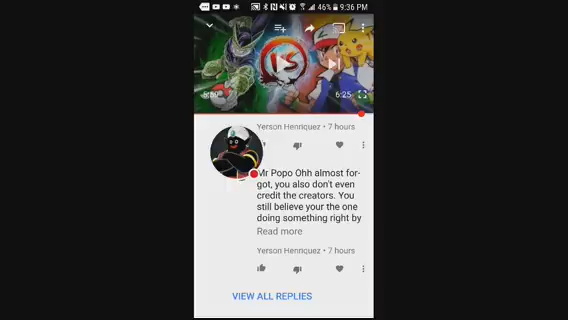 46% 9:36 PM
VS
5:59 6:25
Yerson Henriquez • 7 hours
Mr Popo Ohh almost for-
got, you also don't even
credit the creators. You
still believe your the one
doing something right by
Read more
Yerson Henriquez • 7 hours
VIEW ALL REPLIES